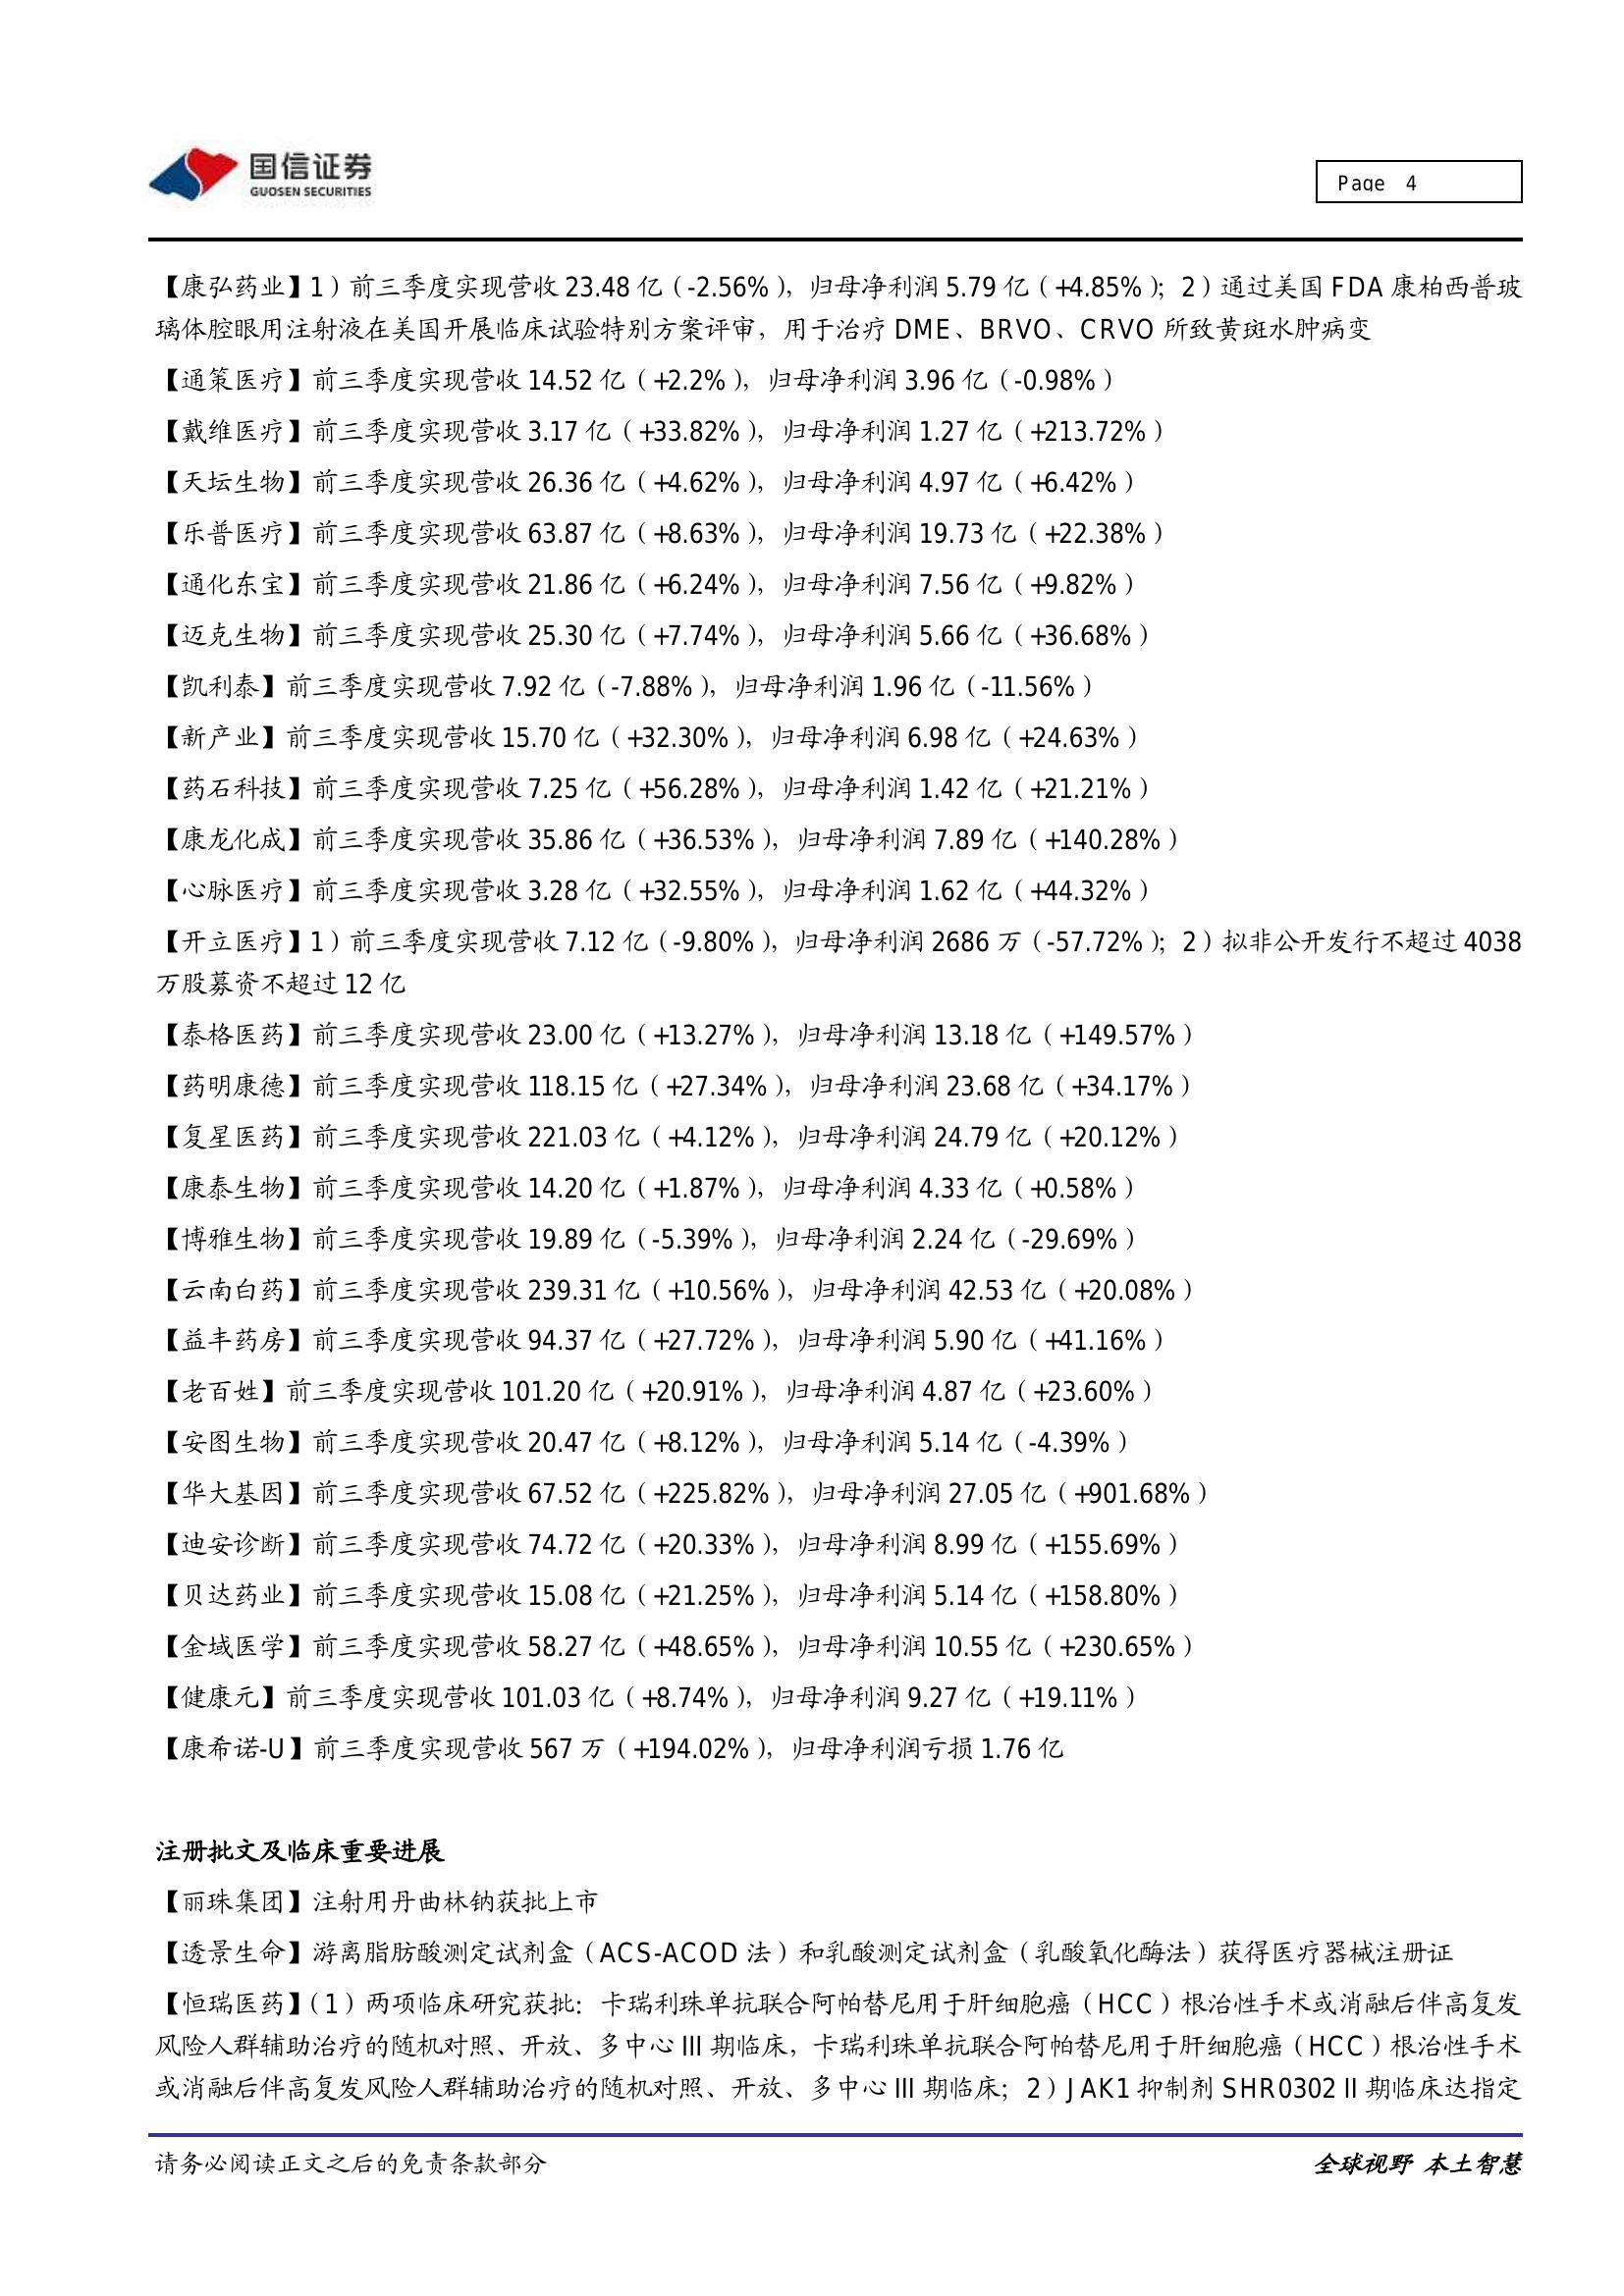 国信证券
GUOSEN SECURITIES
Page 4
【康弘药业】1）前三季度实现营收 23.48 亿（-2.56%），归母净利润 5.79 亿（+4.85%）；2）通过美国 FDA 康柏西普玻
璃体腔眼用注射液在美国开展临床试验特别方案评审，用于治疗 DME、BRVO、CRVO 所致黄斑水肿病变
【通策医疗】前三季度实现营收 14.52 亿（+2.2%），归母净利润 3.96 亿（-0.98%）
【戴维医疗】前三季度实现营收 3.17 亿（+33.82%），归母净利润 1.27 亿（+213.72%）
【天坛生物】前三季度实现营收 26.36 亿（+4.62%），归母净利润 4.97 亿（+6.42%）
【乐普医疗】前三季度实现营收 63.87 亿（+8.63%），归母净利润 19.73 亿（+22.38%）
【通化东宝】前三季度实现营收 21.86 亿（+6.24%），归母净利润 7.56 亿（+9.82%）
【迈克生物】前三季度实现营收 25.30 亿（+7.74%），归母净利润 5.66 亿（+36.68%）
【凯利泰】前三季度实现营收 7.92 亿（-7.88%），归母净利润 1.96 亿（-11.56%）
【新产业】前三季度实现营收 15.70 亿（+32.30%），归母净利润 6.98 亿（+24.63%）
【药石科技】前三季度实现营收 7.25 亿（+56.28%），归母净利润 1.42 亿（+21.21%）
【康龙化成】前三季度实现营收 35.86 亿（+36.53%），归母净利润 7.89 亿（+140.28%）
【心脉医疗】前三季度实现营收 3.28 亿（+32.55%），归母净利润 1.62 亿（+44.32%）
【开立医疗】1）前三季度实现营收 7.12 亿（-9.80%），归母净利润 2686 万（-57.72%）；2）拟非公开发行不超过 4038
万股募资不超过 12 亿
【泰格医药】前三季度实现营收 23.00 亿（+13.27%），归母净利润 13.18 亿（+149.57%）
【药明康德】前三季度实现营收 118.15 亿（+27.34%），归母净利润 23.68 亿（+34.17%）
【复星医药】前三季度实现营收 221.03 亿（+4.12%），归母净利润 24.79 亿（+20.12%）
【康泰生物】前三季度实现营收 14.20 亿（+1.87%），归母净利润 4.33 亿（+0.58%）
【博雅生物】前三季度实现营收 19.89 亿（-5.39%），归母净利润 2.24 亿（-29.69%）
【云南白药】前三季度实现营收 239.31 亿（+10.56%），归母净利润 42.53 亿（+20.08%）
【益丰药房】前三季度实现营收 94.37 亿（+27.72%），归母净利润 5.90 亿（+41.16%）
【老百姓】前三季度实现营收 101.20 亿（+20.91%），归母净利润 4.87 亿（+23.60%）
【安图生物】前三季度实现营收 20.47 亿（+8.12%），归母净利润 5.14 亿（-4.39%）
【华大基因】前三季度实现营收 67.52 亿（+225.82%），归母净利润 27.05 亿（+901.68%）
【迪安诊断】前三季度实现营收 74.72 亿（+20.33%），归母净利润 8.99 亿（+155.69%）
【贝达药业】前三季度实现营收 15.08 亿（+21.25%），归母净利润 5.14 亿（+158.80%）
【金域医学】前三季度实现营收 58.27 亿（+48.65%），归母净利润 10.55 亿（+230.65%）
【健康元】前三季度实现营收 101.03 亿（+8.74%），归母净利润 9.27 亿（+19.11%）
【康希诺-U】前三季度实现营收 567 万（+194.02%），归母净利润亏损 1.76 亿
注册批文及临床重要进展
【丽珠集团】注射用丹曲林钠获批上市
【透景生命】游离脂肪酸测定试剂盒（ACS-ACOD 法）和乳酸测定试剂盒（乳酸氧化酶法）获得医疗器械注册证
【恒瑞医药】（1）两项临床研究获批：卡瑞利珠单抗联合阿帕替尼用于肝细胞癌（HCC）根治性手术或消融后伴高复发
风险人群辅助治疗的随机对照、开放、多中心 III 期临床，卡瑞利珠单抗联合阿帕替尼用于肝细胞癌（HCC）根治性手术
或消融后伴高复发风险人群辅助治疗的随机对照、开放、多中心 III 期临床；2）JAK1 抑制剂 SHR0302 II 期临床达指定
请务必阅读正文之后的免责条款部分
全球视野 本土智慧